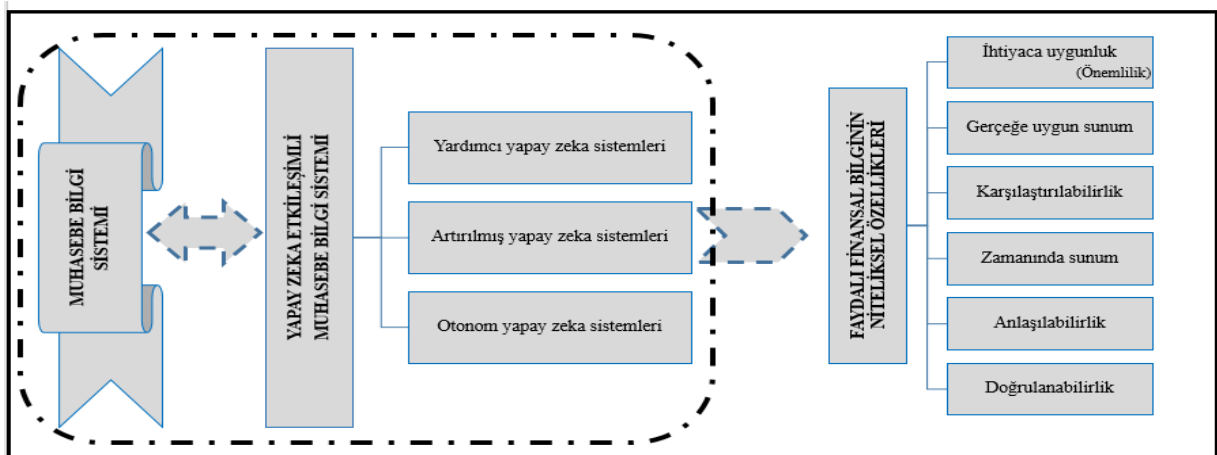 MUHASEBE BİLGİ
SİSTEMİ
YAPAY ZEKA ETKİLEŞİMLİ
MUHASEBE BİLGİ SİSTEMİ
Yardımcı yapay zeka sistemleri
Artırılmış yapay zeka sistemleri
Otonom yapay zeka sistemleri
FAYDALI FİNANSAL BİLGİNİN
NİTELİKSEL ÖZELLİKLERİ
İhtiyaca uygunluk
(Önemlilik)
Gerçeğe uygun sunum
Karşılaştırılabilirlik
Zamanında sunum
Anlaşılabilirlik
Doğrulanabilirlik